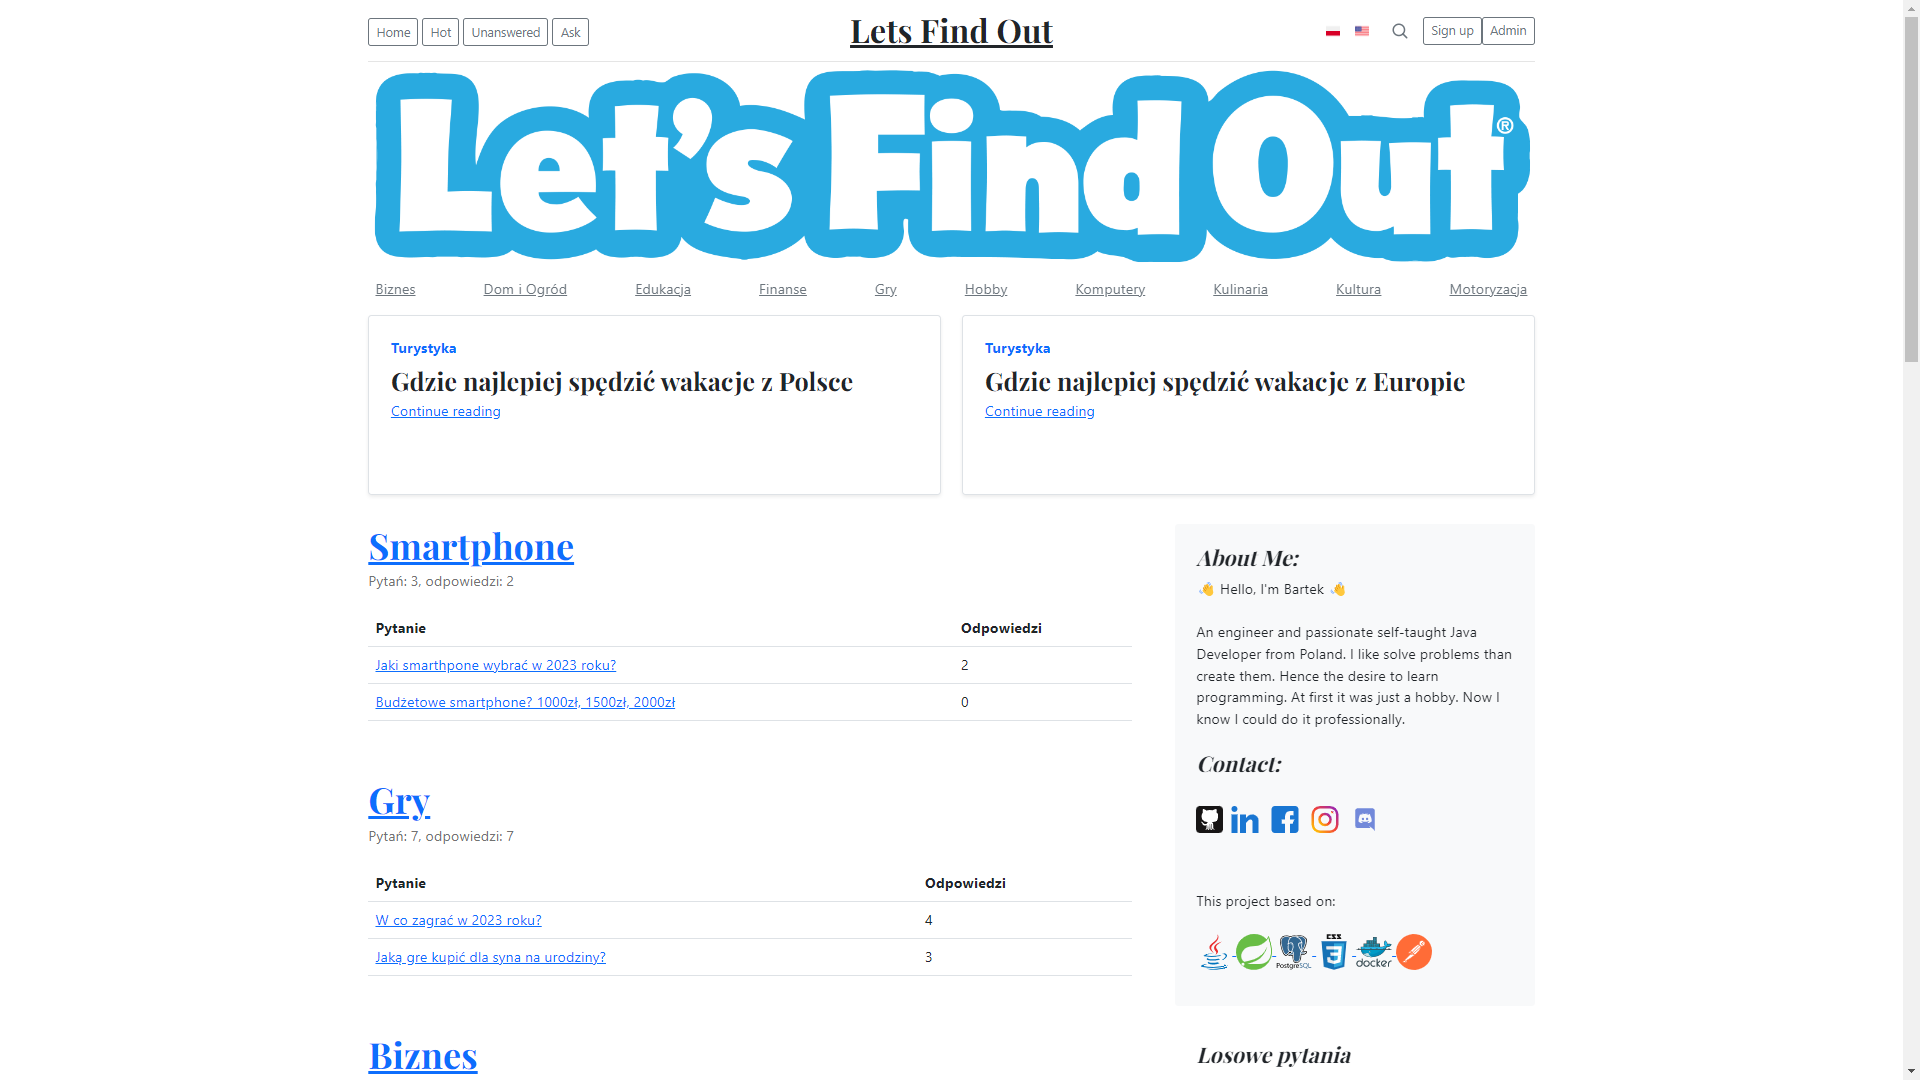 Home Hot Unanswered Ask
Lets Find Out
Sign up Admin
Let's Find Out ®
Biznes Dom i Ogród Edukacja Finanse Gry Hobby Komputery Kulinaria Kultura Motoryzacja
Turystyka
Gdzie najlepiej spędzić wakacje z Polsce
Continue reading
Turystyka
Gdzie najlepiej spędzić wakacje z Europie
Continue reading
Smartphone
Pytań: 3, odpowiedzi: 2
Pytanie Odpowiedzi
Jaki smarthpone wybrać w 2023 roku? 2
Budżetowe smartphone? 1000zł, 1500zł, 2000zł 0
Gry
Pytań: 7, odpowiedzi: 7
Pytanie Odpowiedzi
W co zagrać w 2023 roku? 4
Jaką gre kupić dla syna na urodziny? 3
Biznes
About Me:
👋 Hello, I'm Bartek 👋
An engineer and passionate self-taught Java
Developer from Poland. I like solve problems than
create them. Hence the desire to learn
programming. At first it was just a hobby. Now I
know I could do it professionally.
Contact:
in
This project based on:
PostgreSQL CSS 3 docker
Losowe pytania